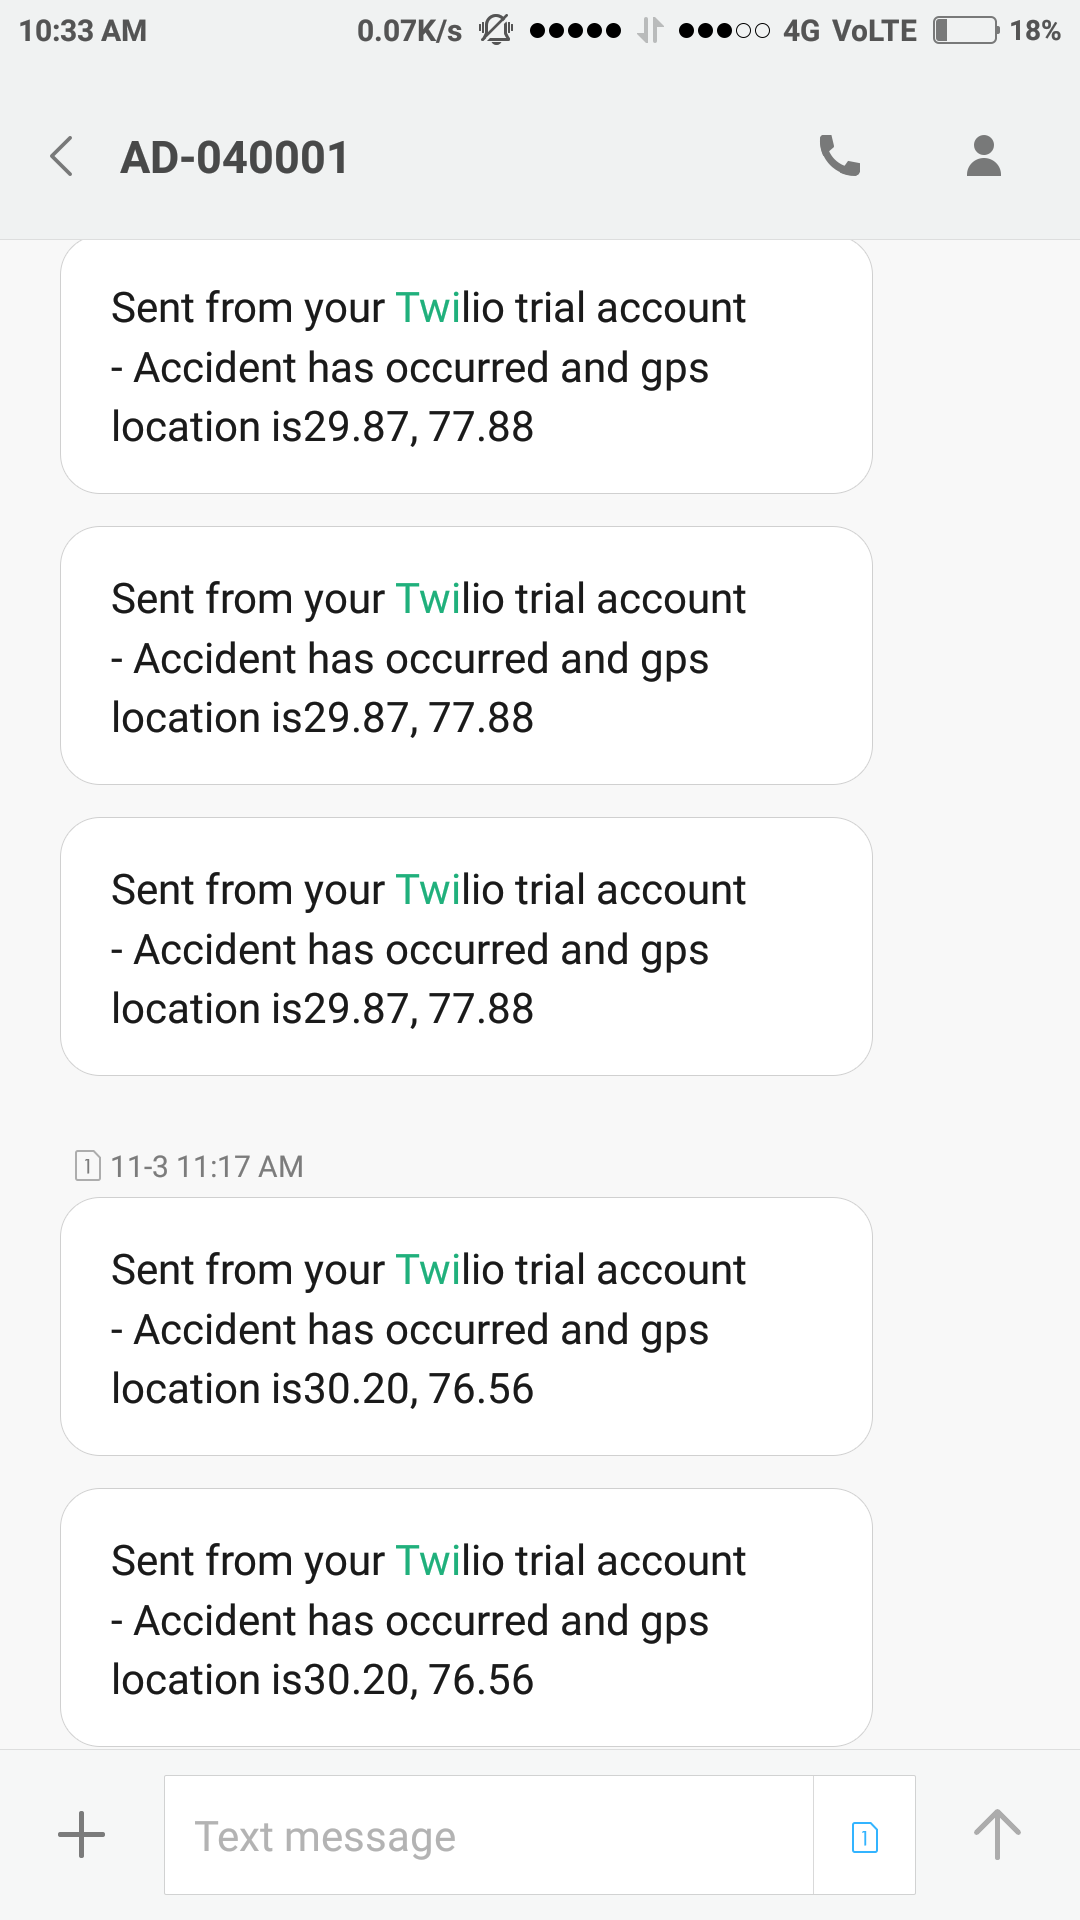 10:33 AM 0.07K/s 4G VoLTE 18%
AD-040001
Sent from your Twilio trial account
- Accident has occurred and gps
location is29.87, 77.88
Sent from your Twilio trial account
- Accident has occurred and gps
location is29.87, 77.88
Sent from your Twilio trial account
- Accident has occurred and gps
location is29.87, 77.88
1 11-3 11:17 AM
Sent from your Twilio trial account
- Accident has occurred and gps
location is30.20, 76.56
Sent from your Twilio trial account
- Accident has occurred and gps
location is30.20, 76.56
Text message 1